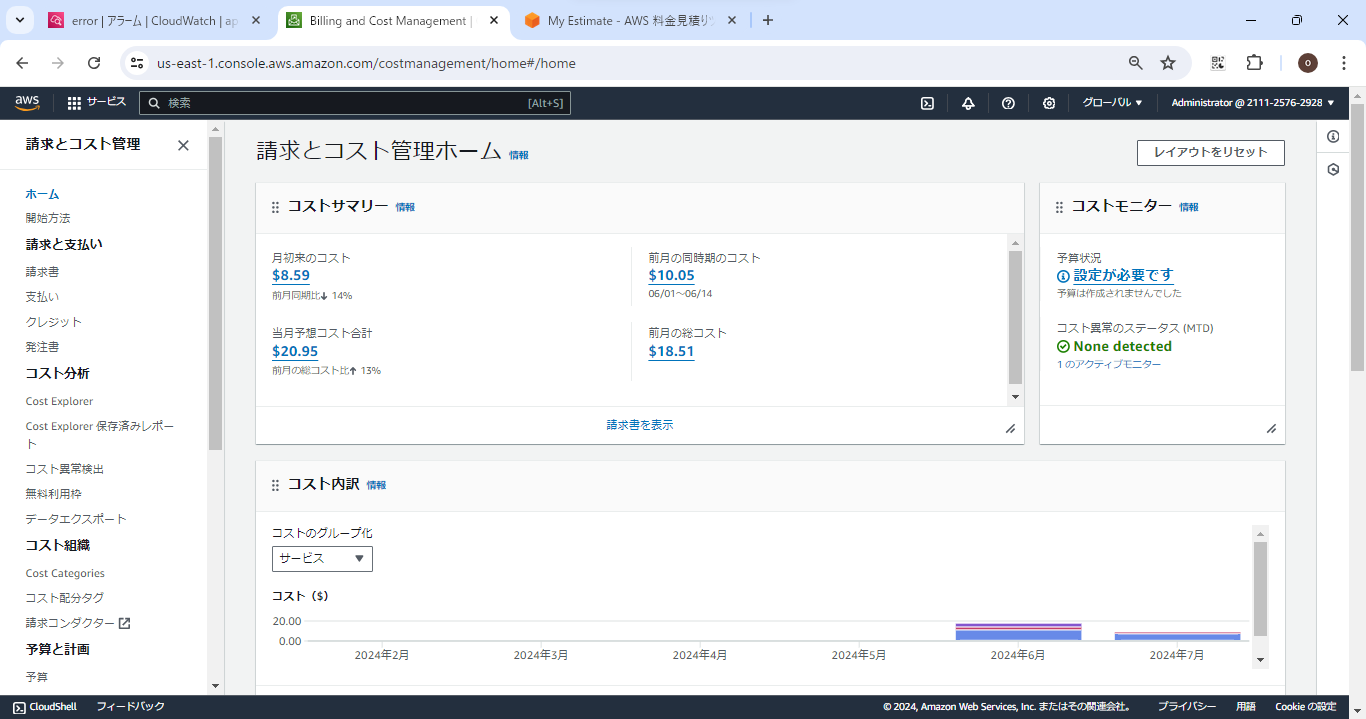 error | アラーム | CloudWatch | ap
Billing and Cost Management |
My Estimate - AWS 料金見積りツ
us-east-1.console.aws.amazon.com/costmanagement/home#/home
O
aws
サービス
検索
[Alt+S]
グローバル
Administrator @ 2111-2576-2928
請求とコスト管理
ホーム
開始方法
請求と支払い
請求書
支払い
クレジット
発注書
コスト分析
Cost Explorer
Cost Explorer 保存済みレポー
ト
コスト異常検出
無料利用枠
データエクスポート
コスト組織
Cost Categories
コスト配分タグ
請求コンダクター
予算と計画
予算
請求とコスト管理ホーム 情報
レイアウトをリセット
コストサマリー 情報
月初来のコスト
$8.59
前月同期比↓ 14%
前月の同時期のコスト
$10.05
06/01～06/14
当月予想コスト合計
$20.95
前月の総コスト比↑ 13%
前月の総コスト
$18.51
請求書を表示
コストモニター 情報
予算状況
設定が必要です
予算は作成されませんでした
コスト異常のステータス (MTD)
None detected
1 のアクティブモニター
コスト内訳 情報
コストのグループ化
サービス
コスト ($)
20.00
0.00
2024年2月
2024年3月
2024年4月
2024年5月
2024年6月
2024年7月
CloudShell
フィードバック
© 2024, Amazon Web Services, Inc. またはその関連会社。
プライバシー
用語
Cookie の設定